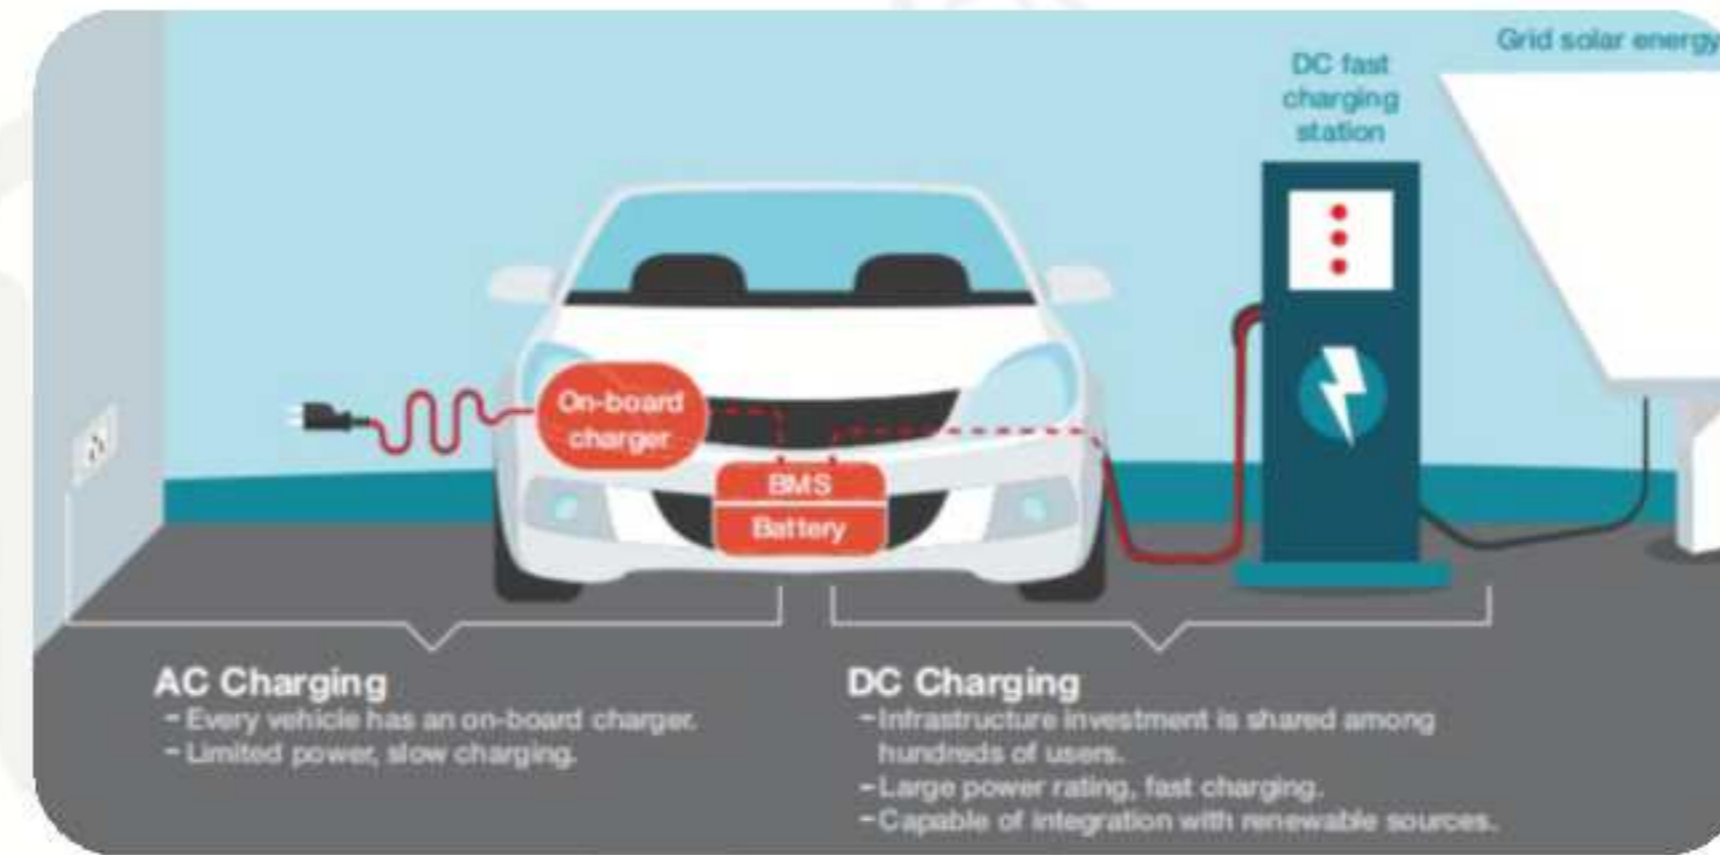 Grid solar energy
DC fast
charging
station
On-board
charger
BMS
Battery
AC Charging
- Every vehicle has an on-board charger.
- Limited power, slow charging.
DC Charging
- Infrastructure investment is shared among
hundreds of users.
- Large power rating, fast charging.
- Capable of integration with renewable sources.